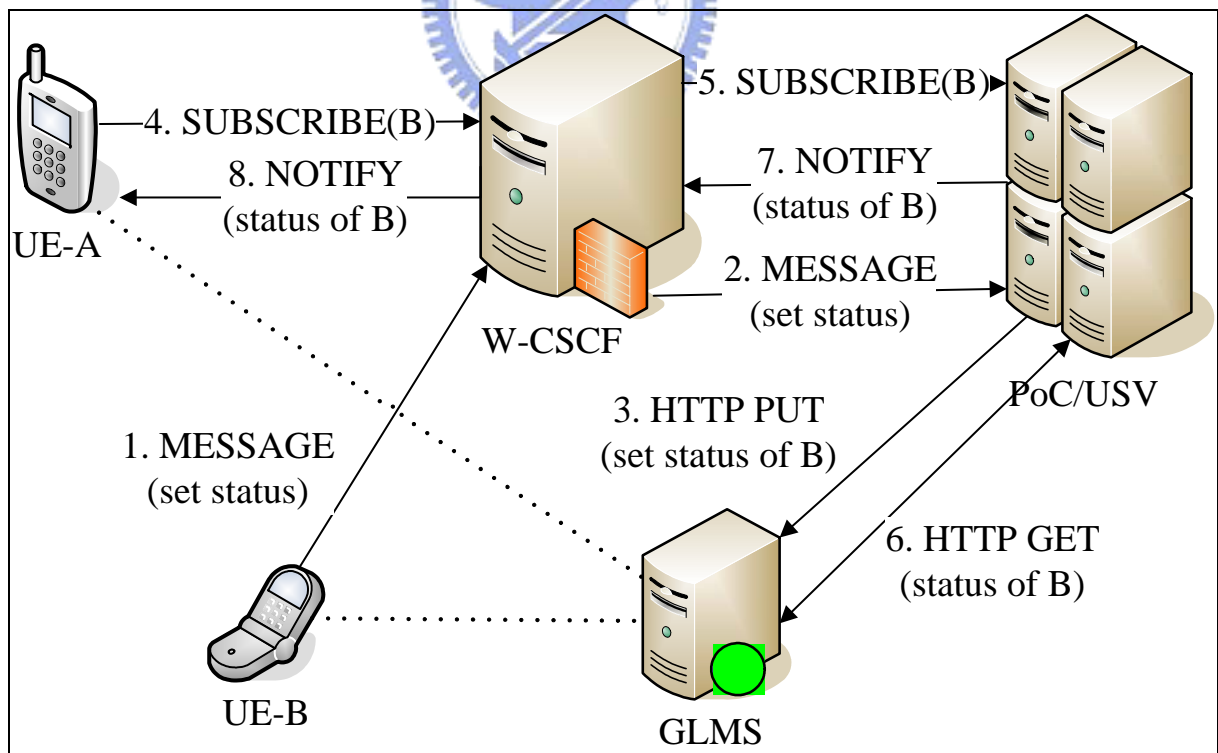 5. SUBSCRIBE(B)
4. SUBSCRIBE(B)
8. NOTIFY
(status of B)
7. NOTIFY
(status of B)
UE-A
2. MESSAGE
(set status)
W-CSCF
PoC/USV
3. HTTP PUT
(set status of B)
1. MESSAGE
(set status)
6. HTTP GET
(status of B)
UE-B
GLMS